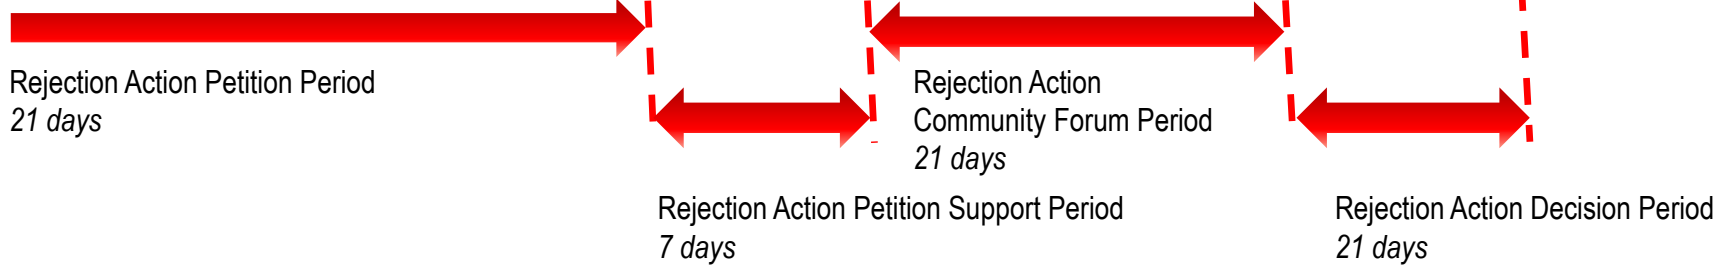 Rejection Action Petition Period
21 days
Rejection Action Petition Support Period
7 days
Rejection Action
Community Forum Period
21 days
Rejection Action Decision Period
21 days